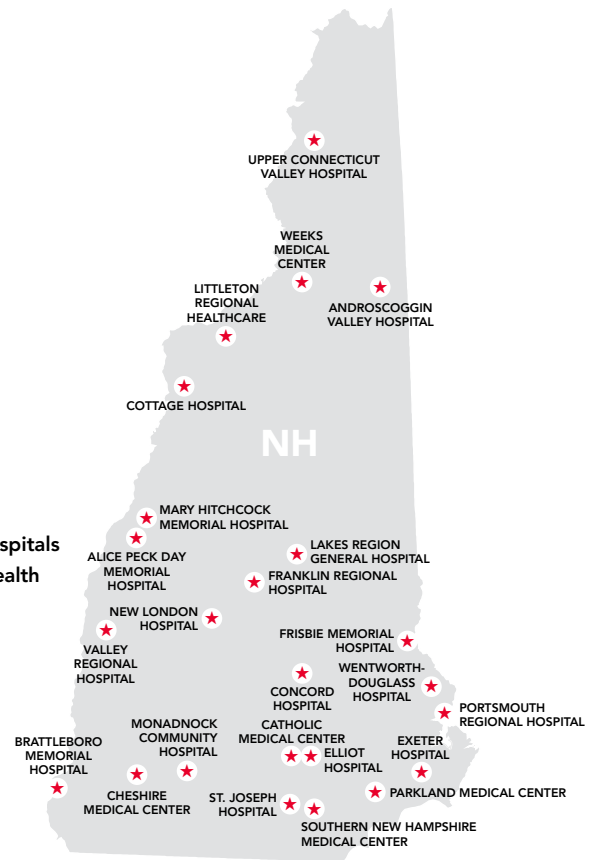 UPPER CONNECTICUT
VALLEY HOSPITAL
WEEKS
MEDICAL
CENTER
LITTLETON
REGIONAL
HEALTHCARE
ANDROSCOGGIN
VALLEY HOSPITAL
COTTAGE HOSPITAL
NH
MARY HITCHCOCK
MEMORIAL HOSPITAL
spitals
ealth
ALICE PECK DAY
MEMORIAL
HOSPITAL
LAKES REGION
GENERAL HOSPITAL
FRANKLIN REGIONAL
HOSPITAL
NEW LONDON
HOSPITAL
VALLEY
REGIONAL
HOSPITAL
FRISBIE MEMORIAL
HOSPITAL
WENTWORTH-
DOUGLASS
HOSPITAL
CONCORD
HOSPITAL
PORTSMOUTH
REGIONAL HOSPITAL
MONADNOCK
COMMUNITY
HOSPITAL
CATHOLIC
MEDICAL CENTER
ELLIOT
HOSPITAL
EXETER
HOSPITAL
BRATTLEBORO
MEMORIAL
HOSPITAL
CHESHIRE
MEDICAL CENTER
ST. JOSEPH
HOSPITAL
PARKLAND MEDICAL CENTER
SOUTHERN NEW HAMPSHIRE
MEDICAL CENTER